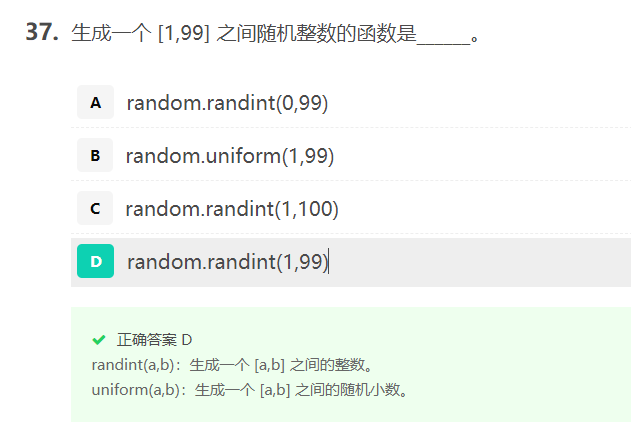 37. 生成一个 [1,99] 之间随机整数的函数是______。
A random.randint(0,99)
B random.uniform(1,99)
C random.randint(1,100)
D random.randint(1,99)
正确答案 D
randint(a,b)：生成一个 [a,b] 之间的整数。
uniform(a,b)：生成一个 [a,b] 之间的随机小数。